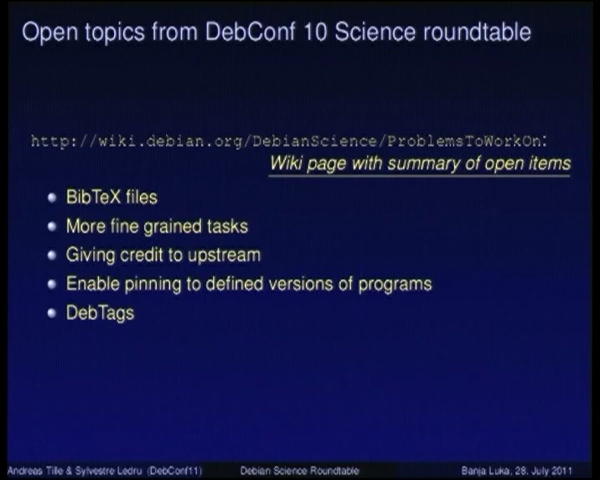 Open topics from DebConf 10 Science roundtable
http://wiki.debian.org/DebianScience/ProblemsToWorkOn:
Wiki page with summary of open items
BibTeX files
More fine grained tasks
Giving credit to upstream
Enable pinning to defined versions of programs
DebTags
Andreas Tille & Sylvestre Ledru (DebConf11) Debian Science Roundtable Banja Luka, 28. July 2011